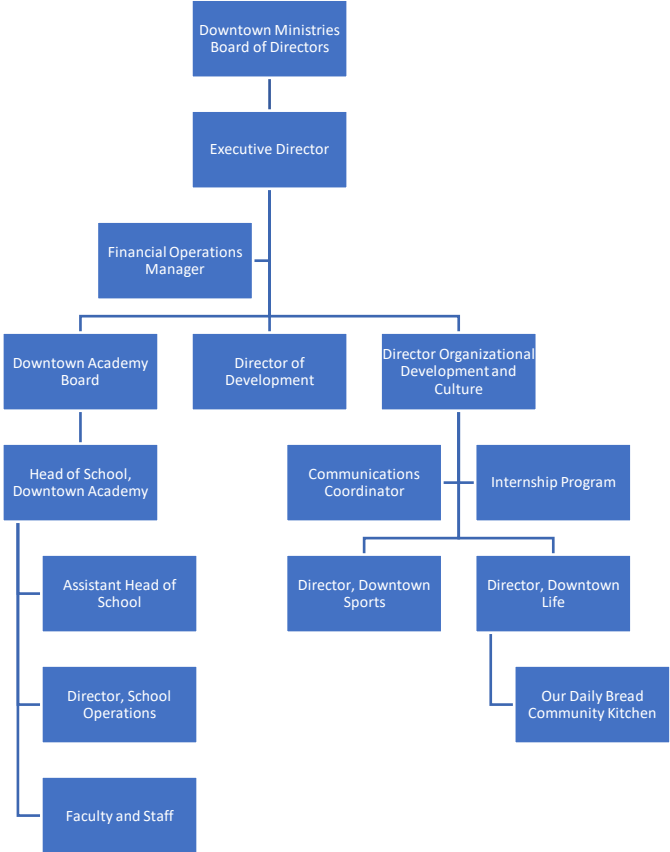 Downtown Ministries
Board of Directors
Executive Director
Financial Operations
Manager
Downtown Academy
Board
Director of
Development
Director Organizational
Development and
Culture
Head of School,
Downtown Academy
Communications
Coordinator
Internship Program
Assistant Head of
School
Director, Downtown
Sports
Director, Downtown
Life
Director, School
Operations
Our Daily Bread
Community Kitchen
Faculty and Staff